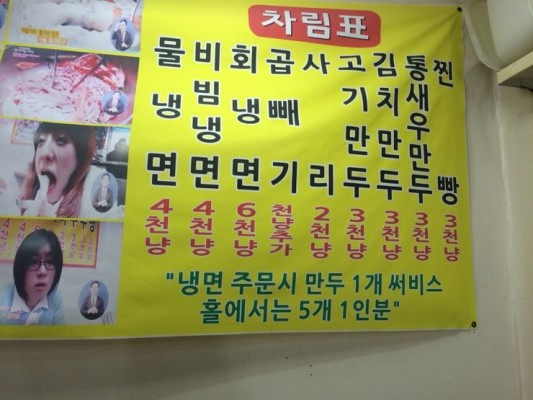 차림표
물냉면
4천냥
비빔냉면
4천냥
회냉면
6천냥
곱빼기
천냥추가
사리
2천냥
고기만두
3천냥
김치만두
3천냥
통새우만두
3천냥
찐빵
3천냥
"냉면 주문시 만두 1개 써비스
홀에서는 5개 1인분"